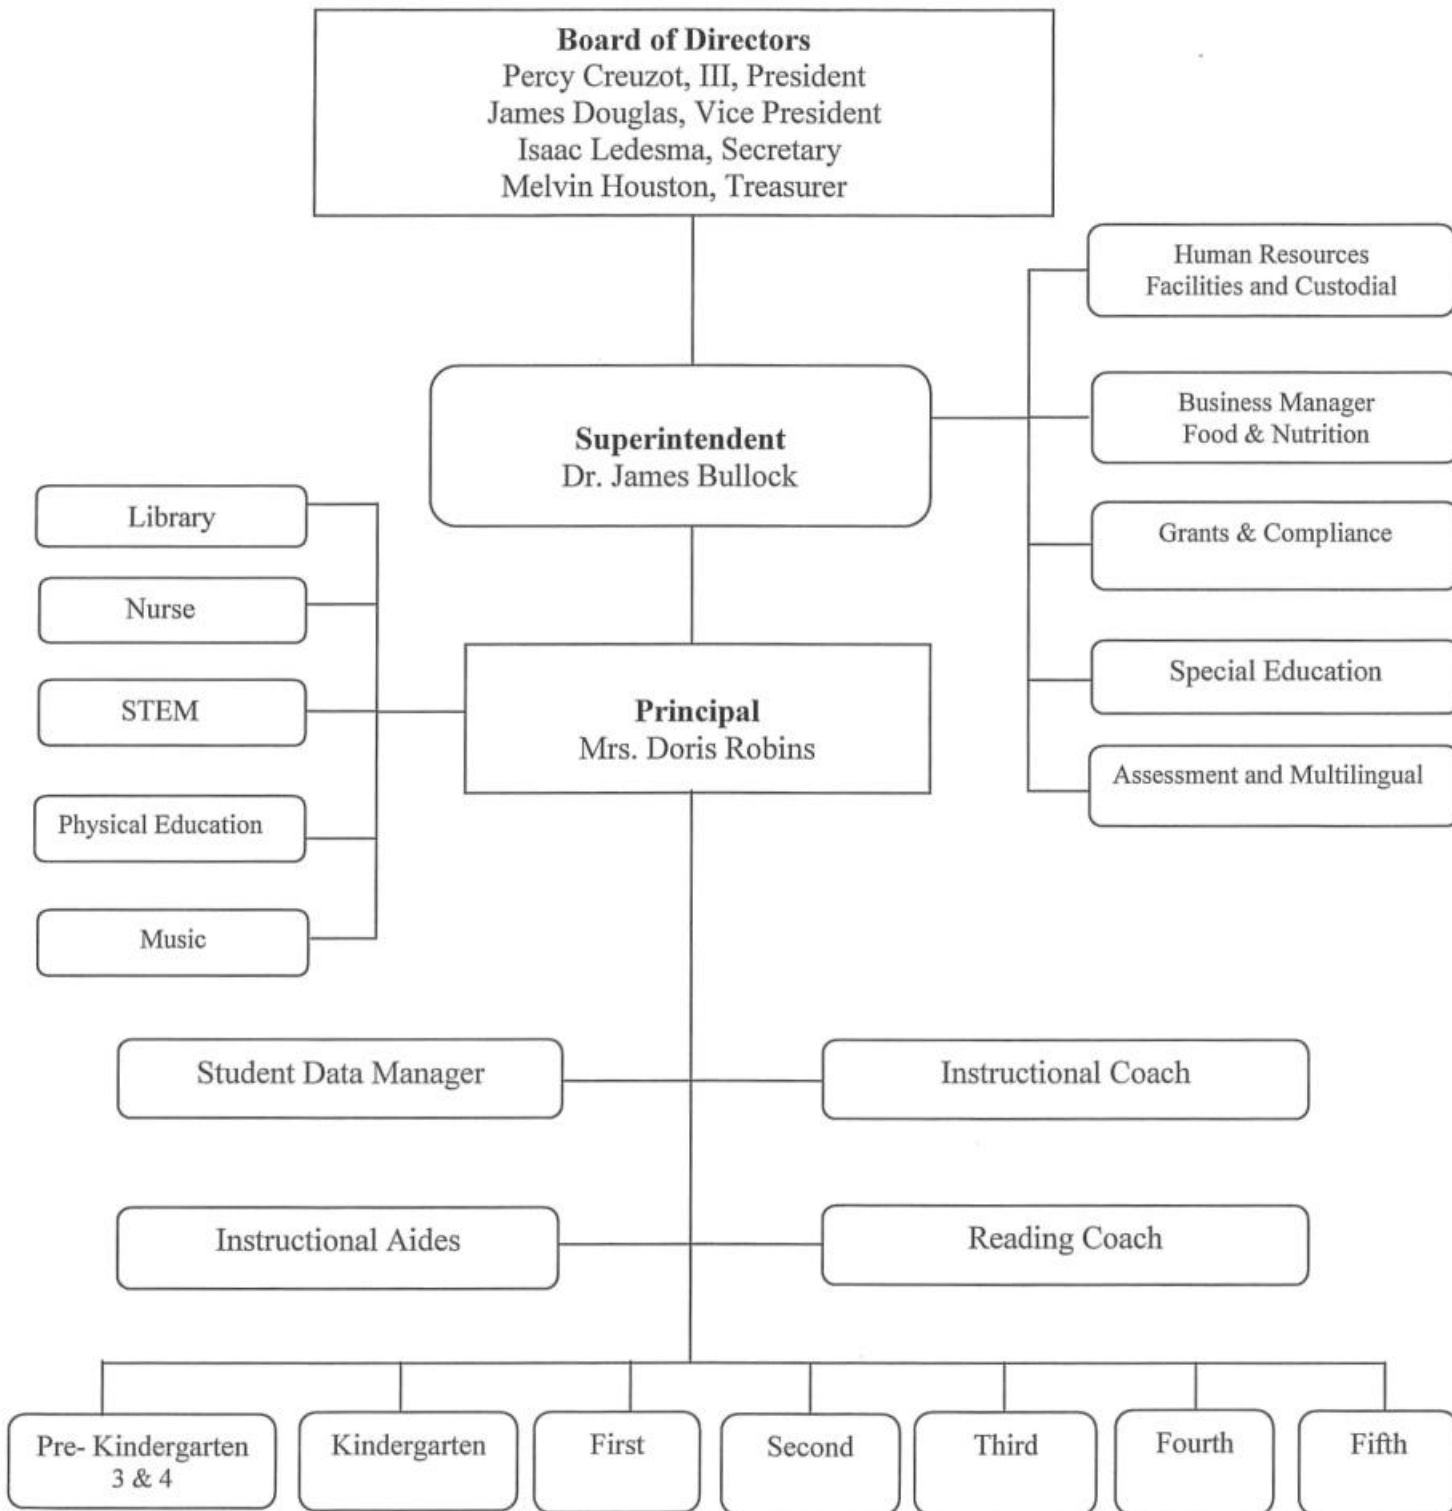 Board of Directors
Percy Creuzot, III, President
James Douglas, Vice President
Isaac Ledesma, Secretary
Melvin Houston, Treasurer
Human Resources
Facilities and Custodial
Business Manager
Food & Nutrition
Superintendent
Dr. James Bullock
Grants & Compliance
Special Education
Assessment and Multilingual
Library
Nurse
STEM
Physical Education
Music
Principal
Mrs. Doris Robins
Student Data Manager
Instructional Coach
Instructional Aides
Reading Coach
Pre- Kindergarten
3 & 4
Kindergarten
First
Second
Third
Fourth
Fifth